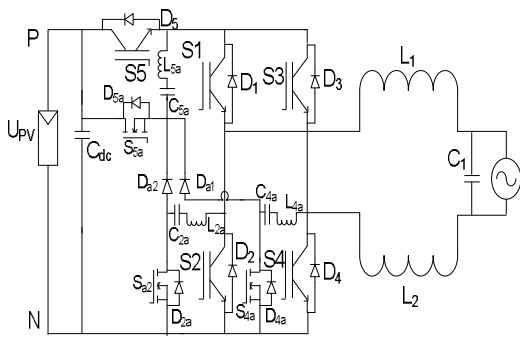 P
D5
S5
L5a
D5a
C5a
S5a
S1
D1
S3
D3
L1
UPV
Cdc
C1
Da2
Da1
C4a
L4a
C2a
L2a
Sa2
S2
D2
S4
D4
D2a
S4a
D4a
L2
N